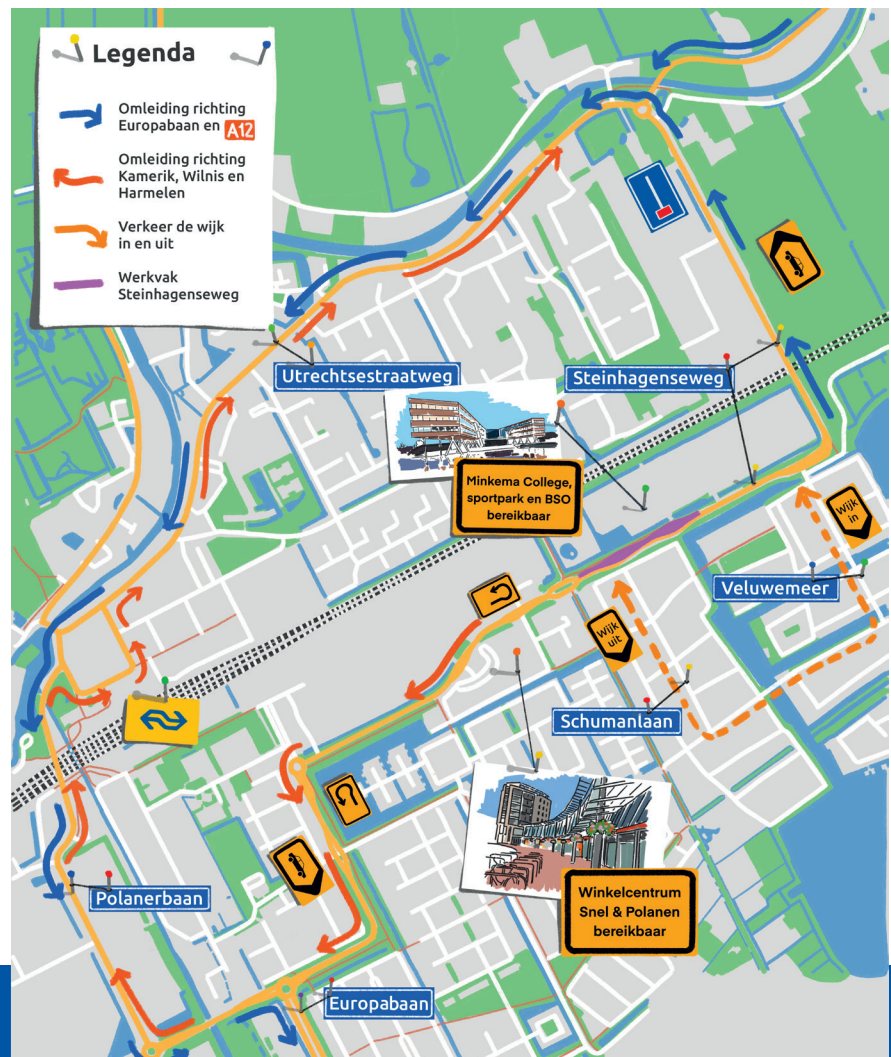 Legenda
Omleiding richting
Europabaan en A12
Omleiding richting
Kamerik, Wilnis en
Harmelen
Verkeer de wijk
in en uit
Werkvak
Steinhagenseweg
Utrechtsestraatweg
Steinhagenseweg
Minkema College,
sportpark en BSO
bereikbaar
Wijk
in
Veluwemeer
Wijk
uit
Schumanlaan
Winkelcentrum
Snel & Polanen
bereikbaar
Polanerbaan
Europabaan